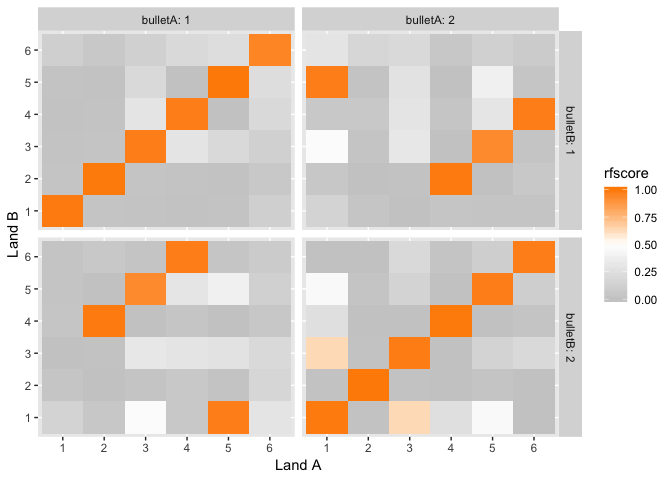 bulletA: 1
bulletA: 2
6
5
4
3
2
1
bulletB: 1
6
5
4
3
2
1
bulletB: 2
Land B
1 2 3 4 5 6
1 2 3 4 5 6
Land A
rfscore
1.00
0.75
0.50
0.25
0.00